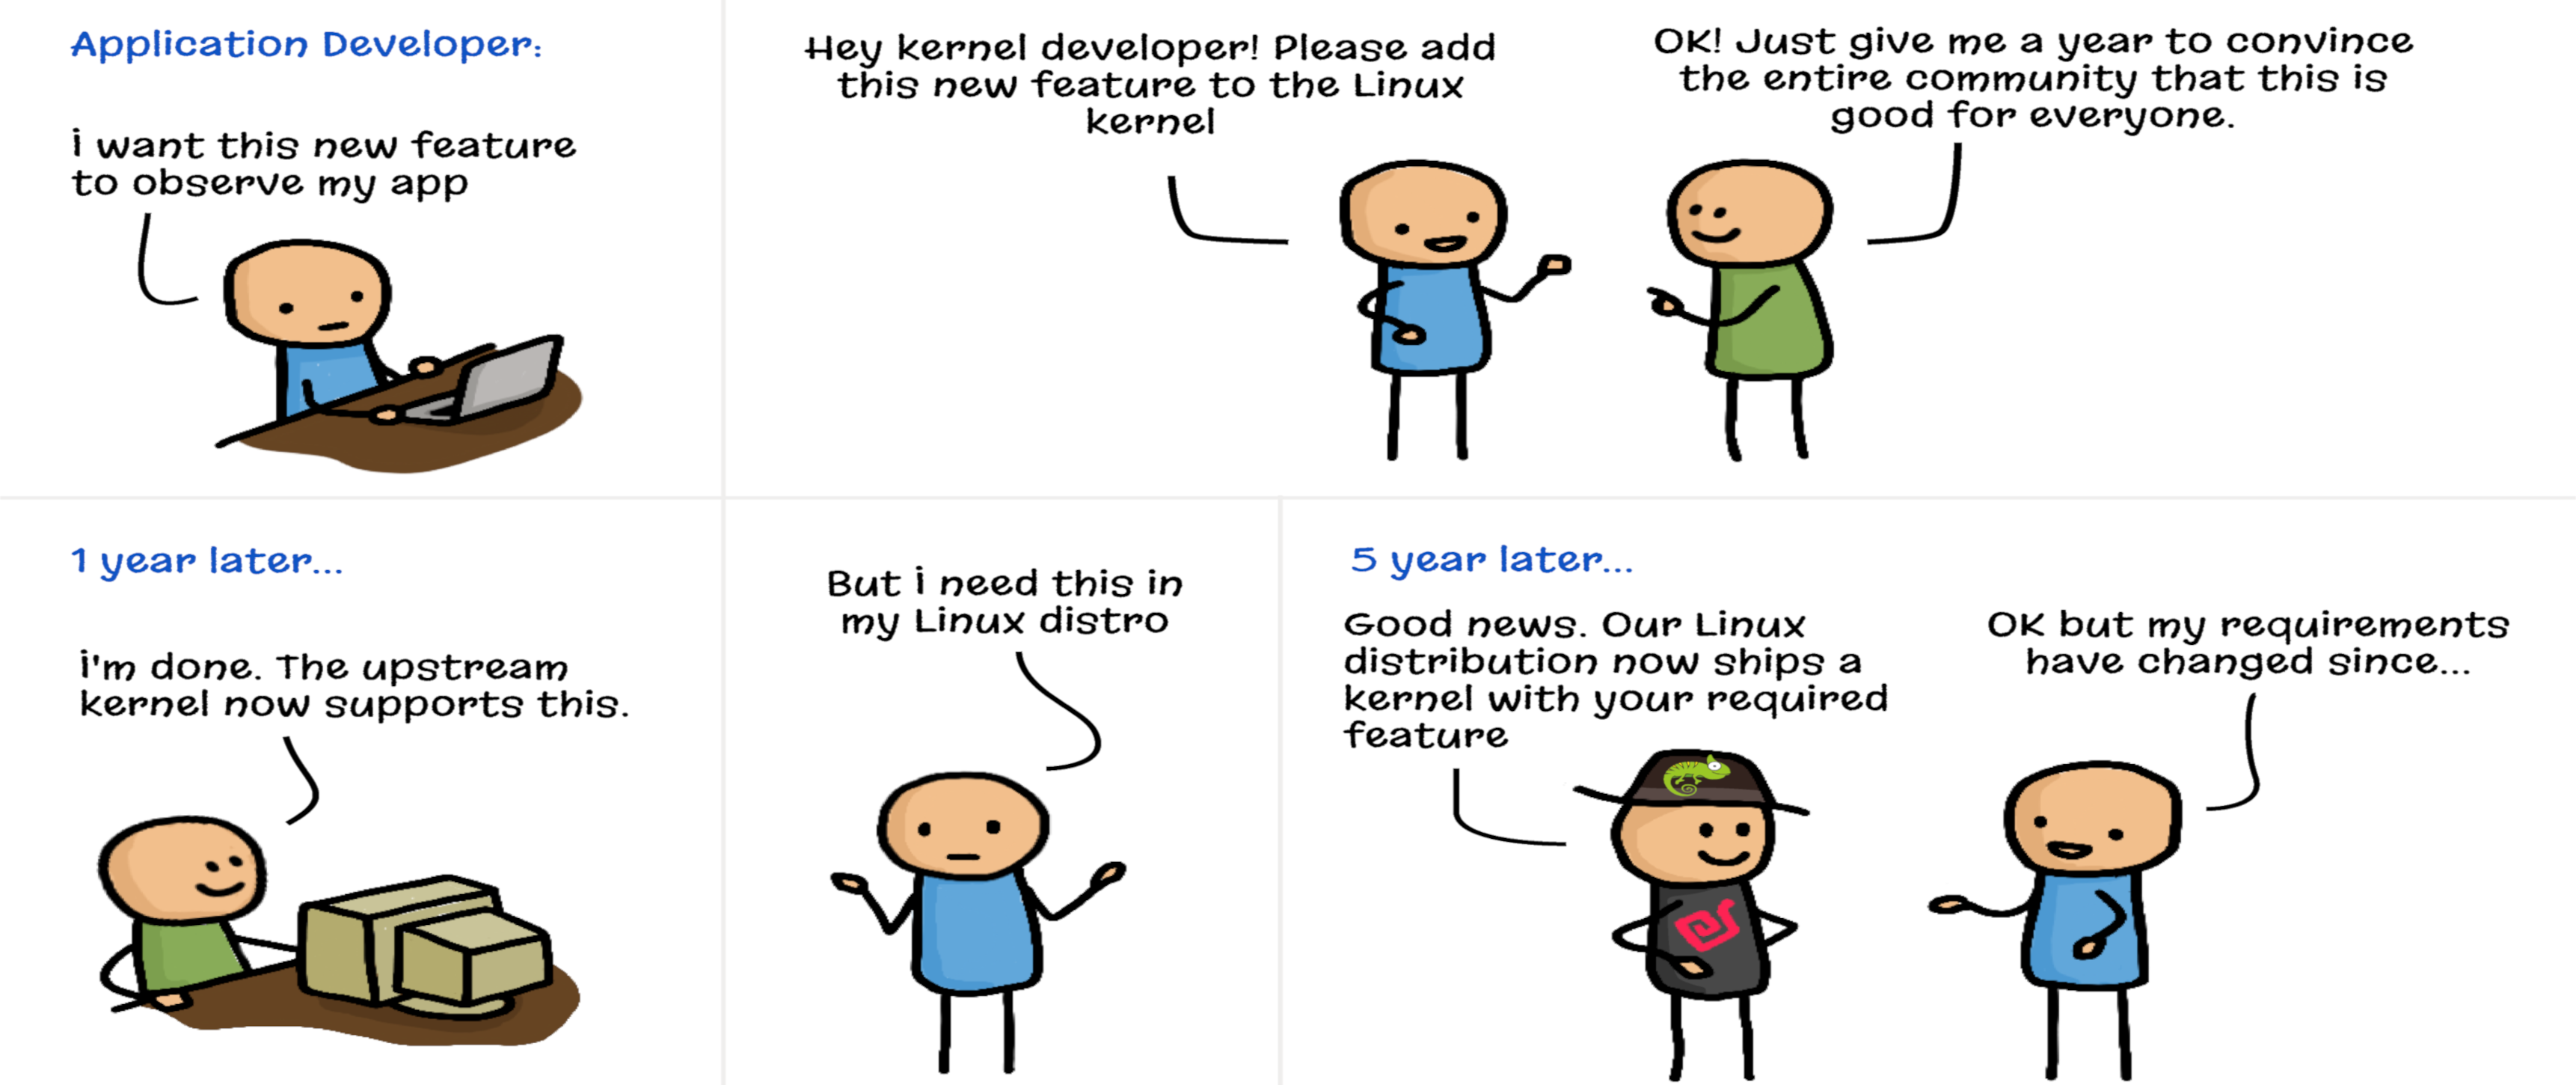 Application Developer:
i want this new feature
to observe my app
Hey kernel developer! Please add
this new feature to the Linux
kernel
OK! Just give me a year to convince
the entire community that this is
good for everyone.
1 year later...
i'm done. The upstream
kernel now supports this.
But i need this in
my Linux distro
5 year later...
Good news. Our Linux
distribution now ships a
kernel with your required
feature
OK but my requirements
have changed since...